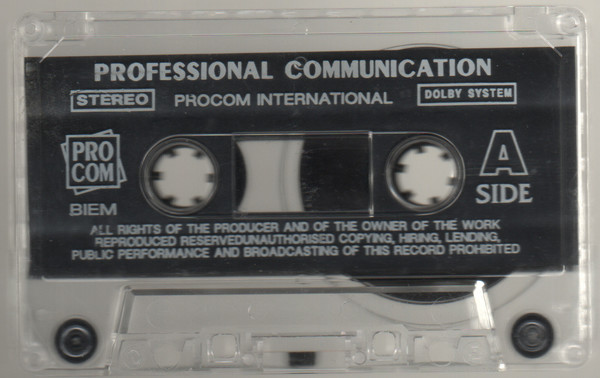 PROFESSIONAL COMMUNICATION
STEREO PROCOM INTERNATIONAL DOLBY SYSTEM
PRO
COM
A
SIDE
BIEM
ALL RIGHTS OF THE PRODUCER AND OF THE OWNER OF THE WORK
REPRODUCED RESERVEDUNAUTHORISED COPYING, HIRING, LENDING,
PUBLIC PERFORMANCE AND BROADCASTING OF THIS RECORD PROHIBITED